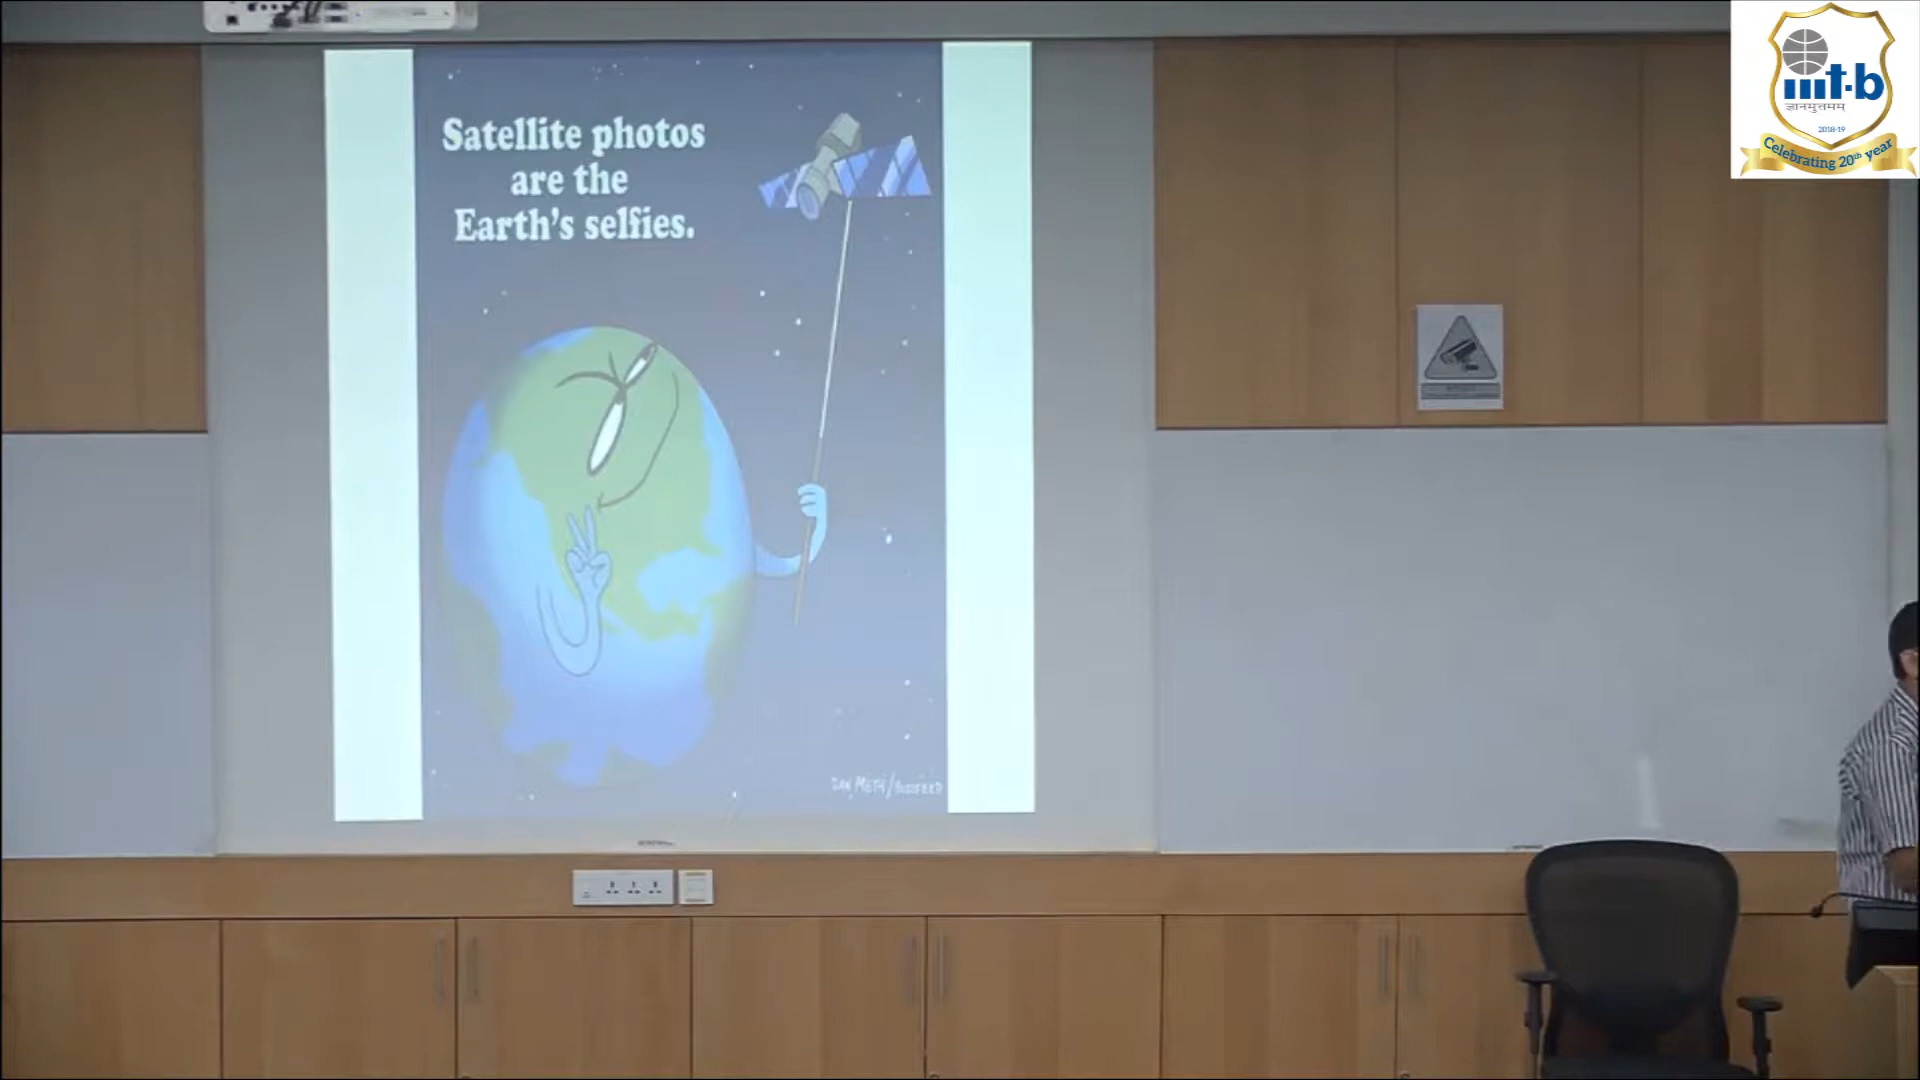 Satellite photos
are the
Earth's selfies.
DAN METH/BUZZFEED
iiit-b
ज्ञानमुत्तमम्
2018-19
Celebrating 20th year